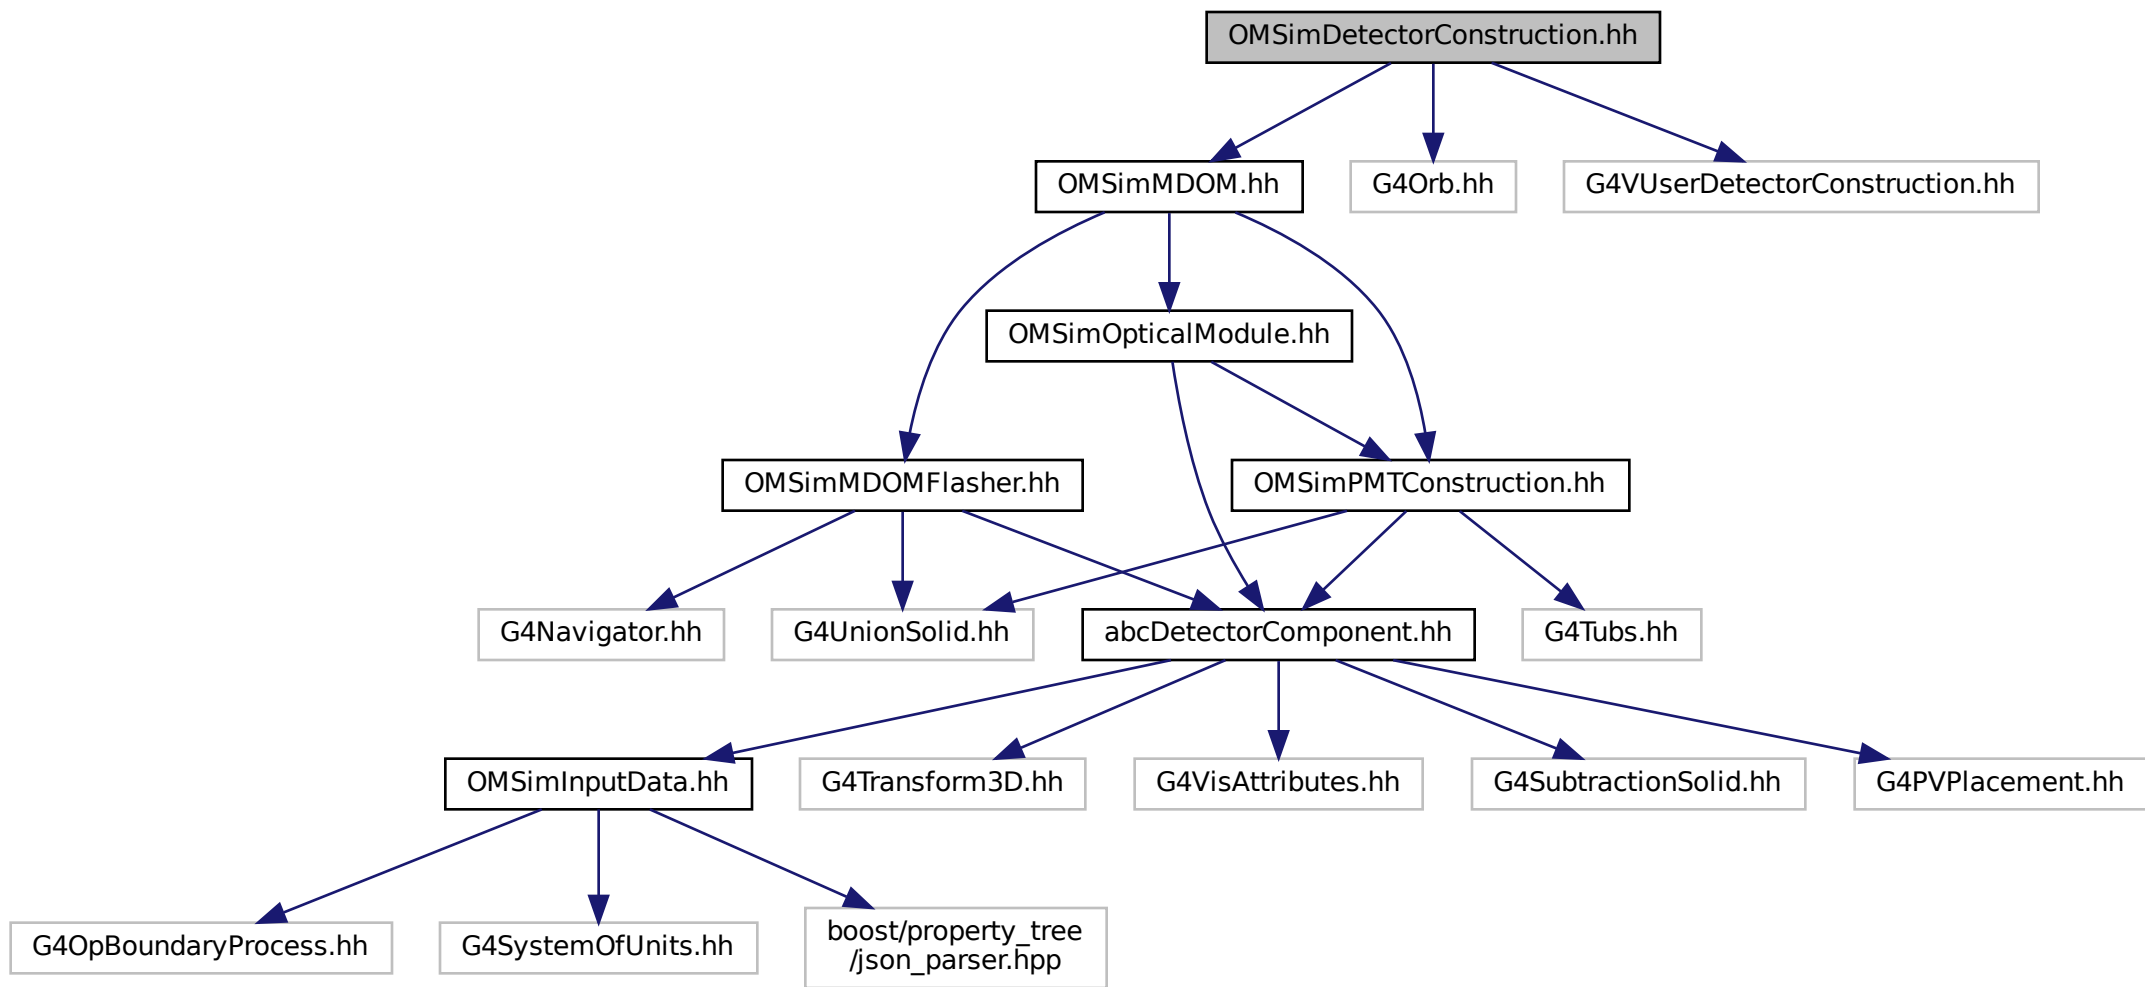 OMSimDetectorConstruction.hh
OMSimMDOM.hh
G4Orb.hh
G4VUserDetectorConstruction.hh
OMSimOpticalModule.hh
OMSimMDOMFlasher.hh
OMSimPMTConstruction.hh
G4Navigator.hh
G4UnionSolid.hh
abcDetectorComponent.hh
G4Tubs.hh
OMSimInputData.hh
G4Transform3D.hh
G4VisAttributes.hh
G4SubtractionSolid.hh
G4PVPlacement.hh
G4OpBoundaryProcess.hh
G4SystemOfUnits.hh
boost/property_tree
/json_parser.hpp